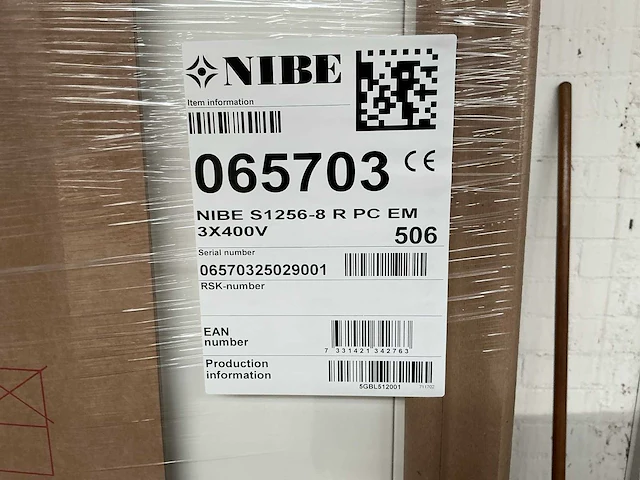 NIBE
Item information
065703 CE
NIBE S1256-8 R PC EM
3X400V
506
Serial number
06570325029001
RSK-number
EAN
number
7 331421 342763
Production
information
5GBL512001